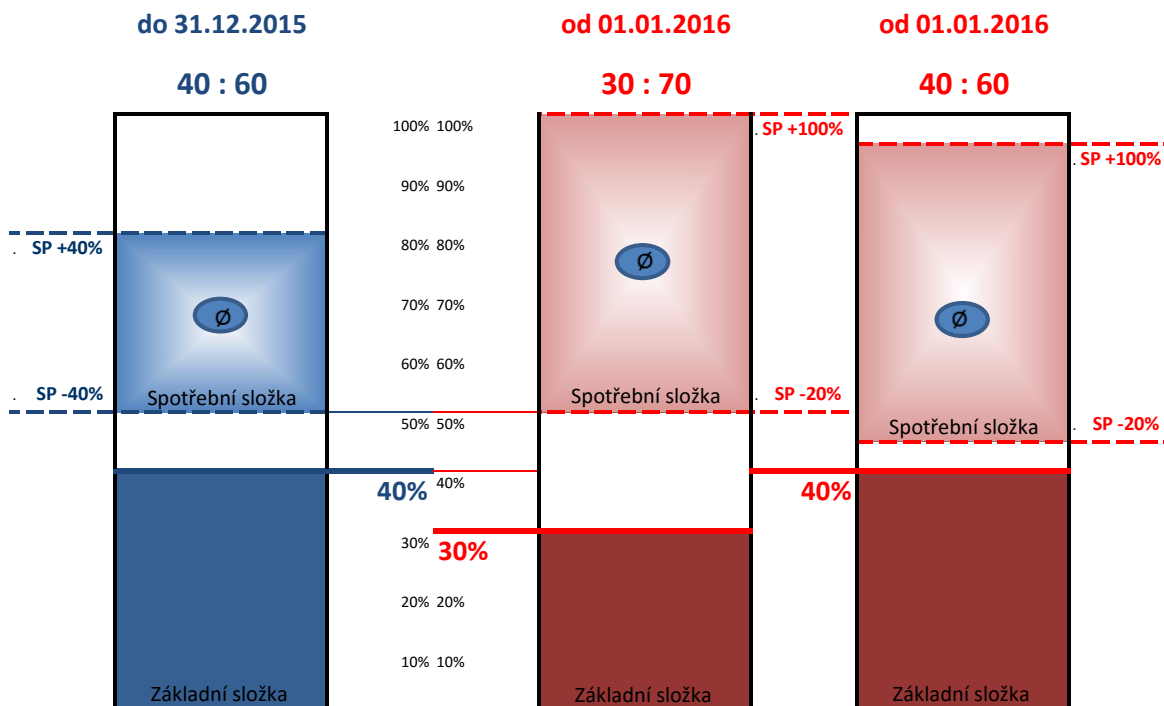 do 31.12.2015 od 01.01.2016 od 01.01.2016
40 : 60 30 : 70 40 : 60
100% 100%
. SP +100%
. SP +100%
90% 90%
. SP +40%
80% 80%
Ø
70% 70%
Ø Ø
60% 60%
. SP -40%
Spotřební složka Spotřební složka
. SP -20%
50% 50%
Spotřební složka
. SP -20%
40% 40% 40%
30% 30%
20% 20%
10% 10%
Základní složka Základní složka Základní složka